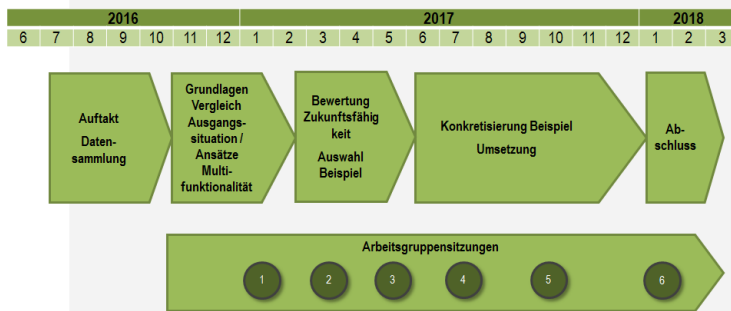 2016 2017 2018
6 7 8 9 10 11 12 1 2 3 4 5 6 7 8 9 10 11 12 1 2 3
Auftakt
Daten-
sammlung
Grundlagen
Vergleich
Ausgangs-
situation /
Ansätze
Multi-
funktionalität
Bewertung
Zukunftsfähig
keit
Auswahl
Beispiel
Konkretisierung Beispiel
Umsetzung
Ab-
schluss
Arbeitsgruppensitzungen
1 2 3 4 5 6